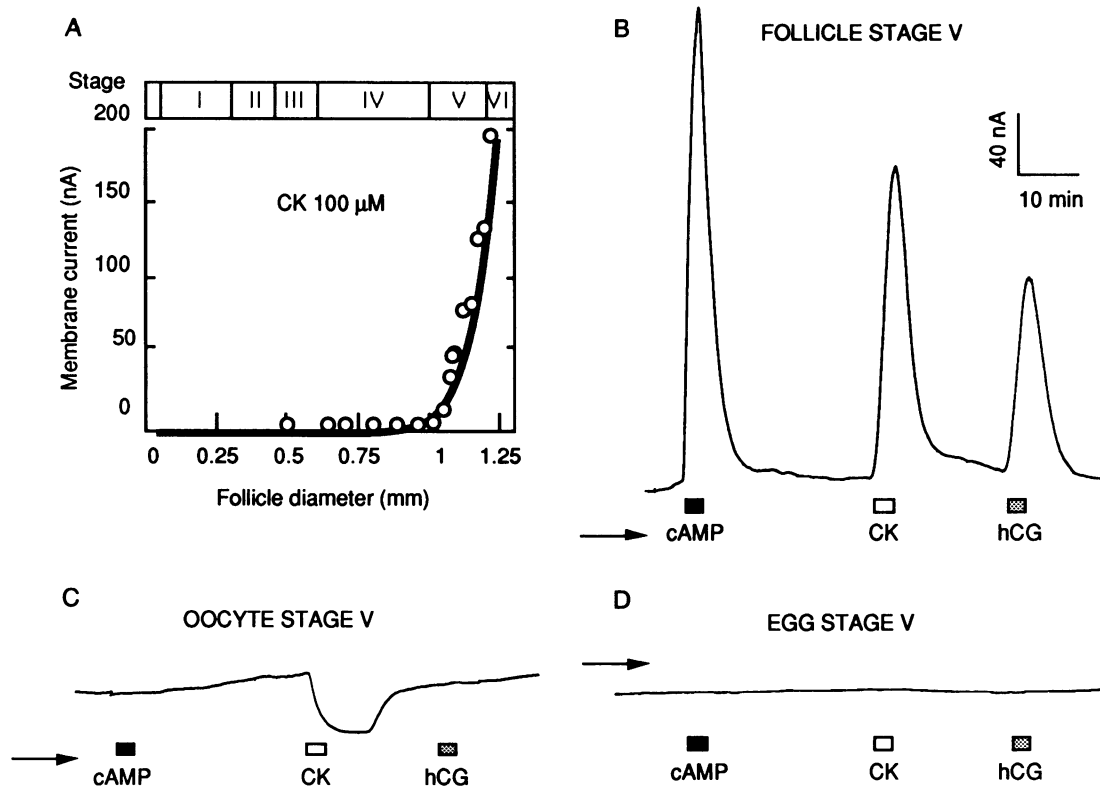 A
Stage
I II III IV V VI
200
150
100
50
0
Membrane current (nA)
CK 100 μM
0 0.25 0.5 0.75 1 1.25
Follicle diameter (mm)
B
FOLLICLE STAGE V
40 nA
10 min
cAMP CK hCG
C
OOCYTE STAGE V
cAMP CK hCG
D
EGG STAGE V
cAMP CK hCG